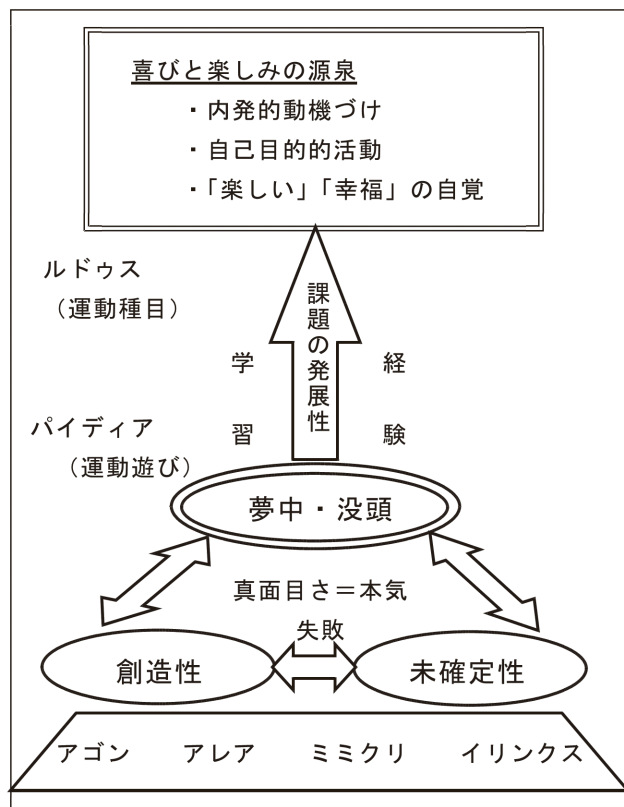 喜びと楽しみの源泉
・内発的動機づけ
・自己目的的活動
・「楽しい」「幸福」の自覚
ルドゥス
（運動種目）
課題の発展性
学習
経験
パイディア
（運動遊び）
夢中・没頭
真面目さ＝本気
失敗
創造性
未確定性
アゴン　アレア　ミミクリ　イリンクス